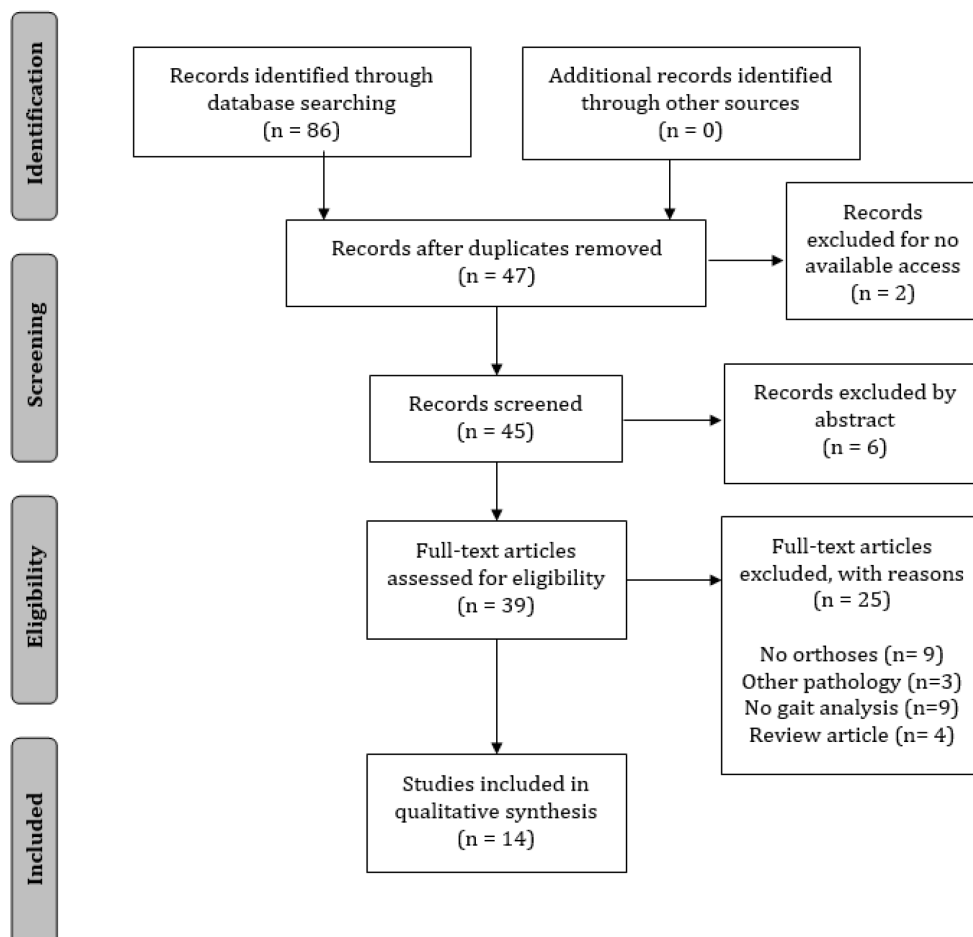 Identification
Records identified through
database searching
(n = 86)
Additional records identified
through other sources
(n = 0)
Records after duplicates removed
(n = 47)
Records
excluded for no
available access
(n = 2)
Screening
Records screened
(n = 45)
Records excluded by
abstract
(n = 6)
Eligibility
Full-text articles
assessed for eligibility
(n = 39)
Full-text articles
excluded, with reasons
(n = 25)
No orthoses (n= 9)
Other pathology (n=3)
No gait analysis (n=9)
Review article (n= 4)
Included
Studies included in
qualitative synthesis
(n = 14)